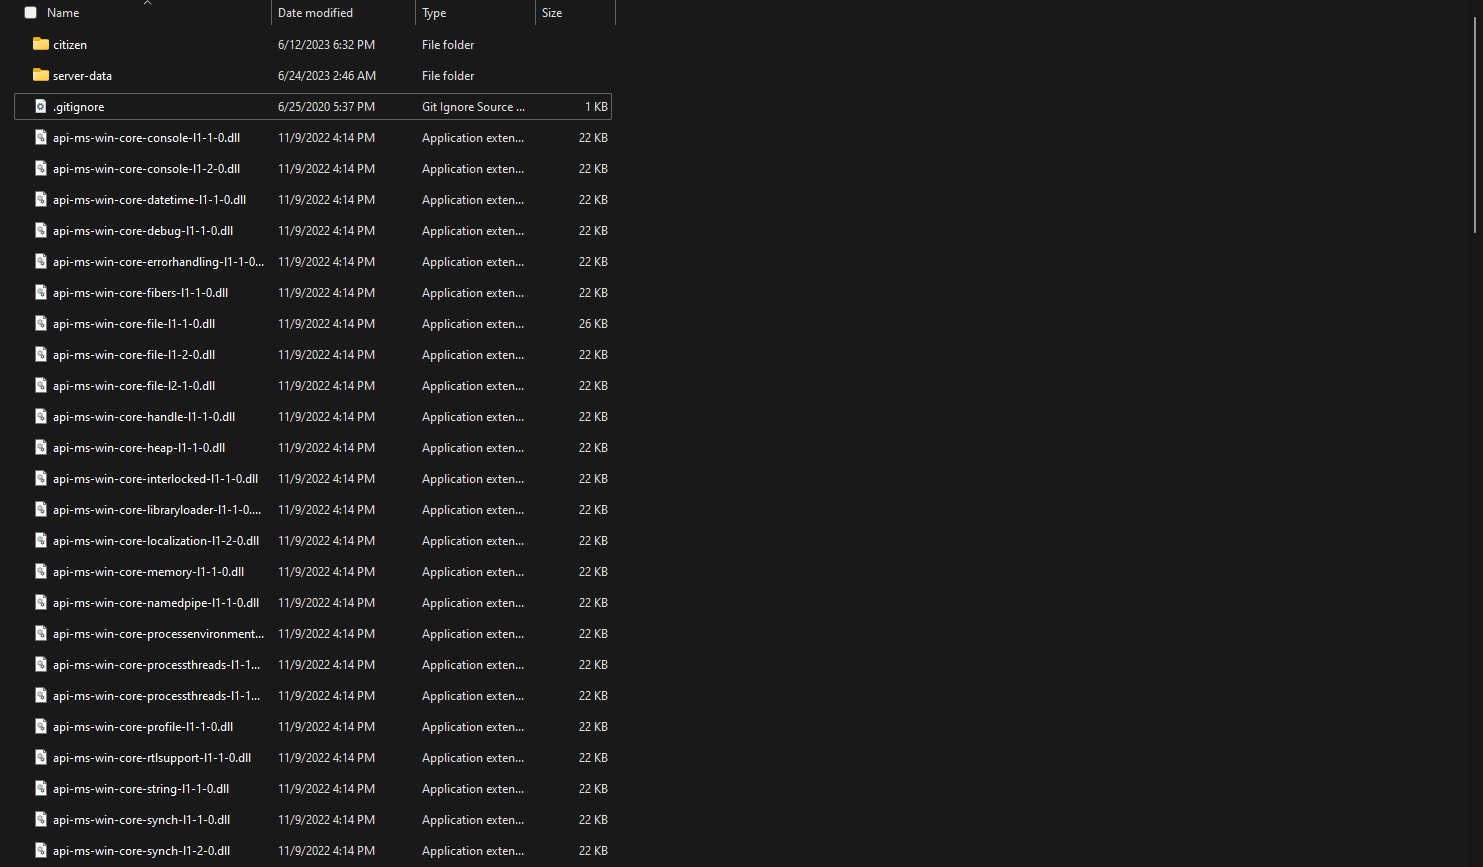 Name Date modified Type Size
citizen 6/12/2023 6:32 PM File folder
server-data 6/24/2023 2:46 AM File folder
.gitignore 6/25/2020 5:37 PM Git Ignore Source ... 1 KB
api-ms-win-core-console-l1-1-0.dll 11/9/2022 4:14 PM Application exten... 22 KB
api-ms-win-core-console-l1-2-0.dll 11/9/2022 4:14 PM Application exten... 22 KB
api-ms-win-core-datetime-l1-1-0.dll 11/9/2022 4:14 PM Application exten... 22 KB
api-ms-win-core-debug-l1-1-0.dll 11/9/2022 4:14 PM Application exten... 22 KB
api-ms-win-core-errorhandling-l1-1-0... 11/9/2022 4:14 PM Application exten... 22 KB
api-ms-win-core-fibers-l1-1-0.dll 11/9/2022 4:14 PM Application exten... 22 KB
api-ms-win-core-file-l1-1-0.dll 11/9/2022 4:14 PM Application exten... 26 KB
api-ms-win-core-file-l1-2-0.dll 11/9/2022 4:14 PM Application exten... 22 KB
api-ms-win-core-file-l2-1-0.dll 11/9/2022 4:14 PM Application exten... 22 KB
api-ms-win-core-handle-l1-1-0.dll 11/9/2022 4:14 PM Application exten... 22 KB
api-ms-win-core-heap-l1-1-0.dll 11/9/2022 4:14 PM Application exten... 22 KB
api-ms-win-core-interlocked-l1-1-0.dll 11/9/2022 4:14 PM Application exten... 22 KB
api-ms-win-core-libraryloader-l1-1-0.... 11/9/2022 4:14 PM Application exten... 22 KB
api-ms-win-core-localization-l1-2-0.dll 11/9/2022 4:14 PM Application exten... 22 KB
api-ms-win-core-memory-l1-1-0.dll 11/9/2022 4:14 PM Application exten... 22 KB
api-ms-win-core-namedpipe-l1-1-0.dll 11/9/2022 4:14 PM Application exten... 22 KB
api-ms-win-core-processenvironment... 11/9/2022 4:14 PM Application exten... 22 KB
api-ms-win-core-processthreads-l1-1... 11/9/2022 4:14 PM Application exten... 22 KB
api-ms-win-core-processthreads-l1-1... 11/9/2022 4:14 PM Application exten... 22 KB
api-ms-win-core-profile-l1-1-0.dll 11/9/2022 4:14 PM Application exten... 22 KB
api-ms-win-core-rtlsupport-l1-1-0.dll 11/9/2022 4:14 PM Application exten... 22 KB
api-ms-win-core-string-l1-1-0.dll 11/9/2022 4:14 PM Application exten... 22 KB
api-ms-win-core-synch-l1-1-0.dll 11/9/2022 4:14 PM Application exten... 22 KB
api-ms-win-core-synch-l1-2-0.dll 11/9/2022 4:14 PM Application exten... 22 KB